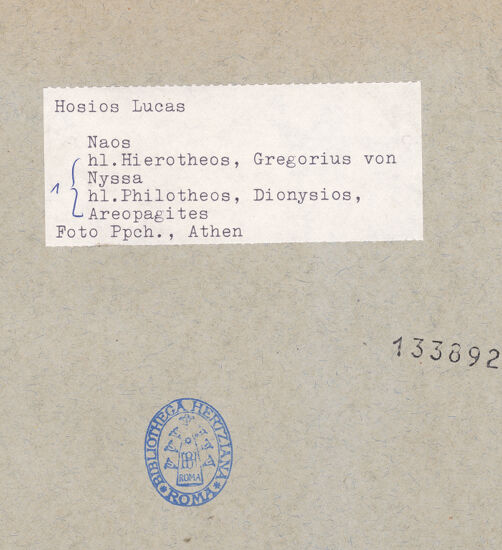 Hosios Lucas
Naos
hl.Hierotheos, Gregorius von
Nyssa
1
hl.Philotheos, Dionysios,
Areopagites
Foto Ppch., Athen
133892
BIBLIOTHECA HERTZIANA
BH
ROMA
ROMA